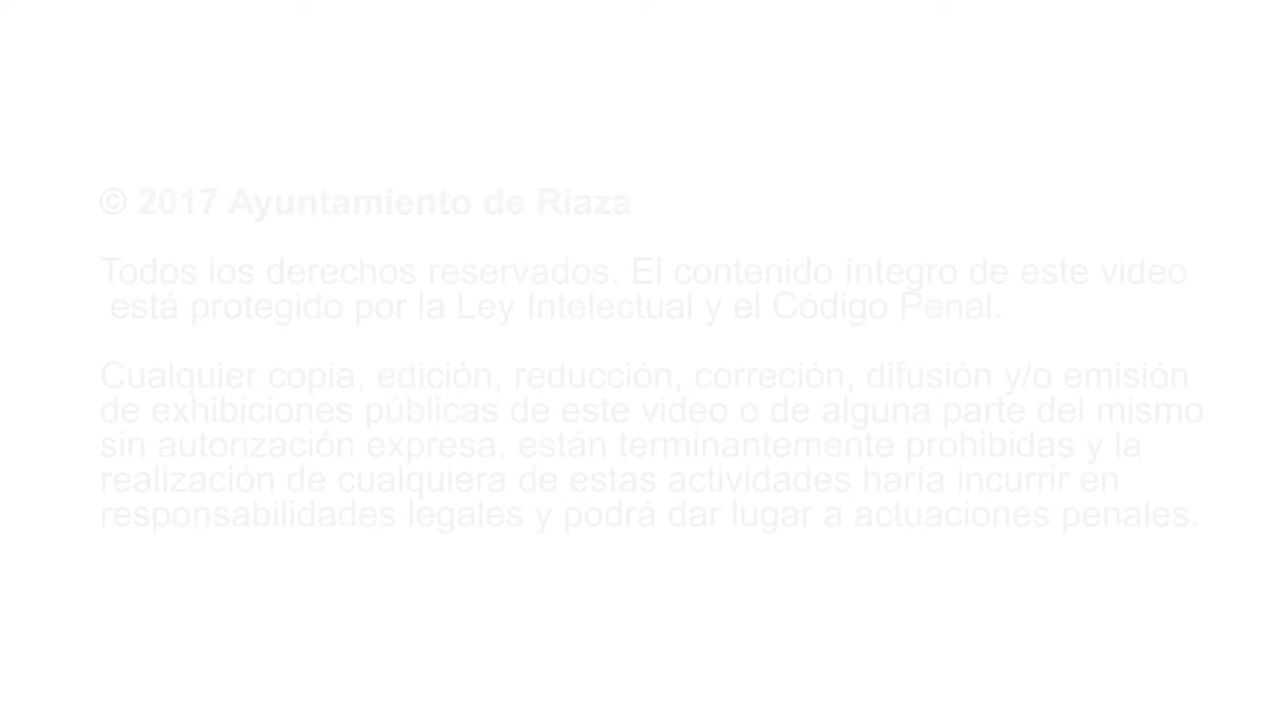 © 2017 Ayuntamiento de Riaza
Todos los derechos reservados. El contenido íntegro de este video
está protegido por la Ley Intelectual y el Código Penal.
Cualquier copia, edición, reducción, correción, difusión y/o emisión
de exhibiciones públicas de este video o de alguna parte del mismo
sin autorización expresa, están terminantemente prohibidas y la
realización de cualquiera de estas actividades haría incurrir en
responsabilidades legales y podrá dar lugar a actuaciones penales.